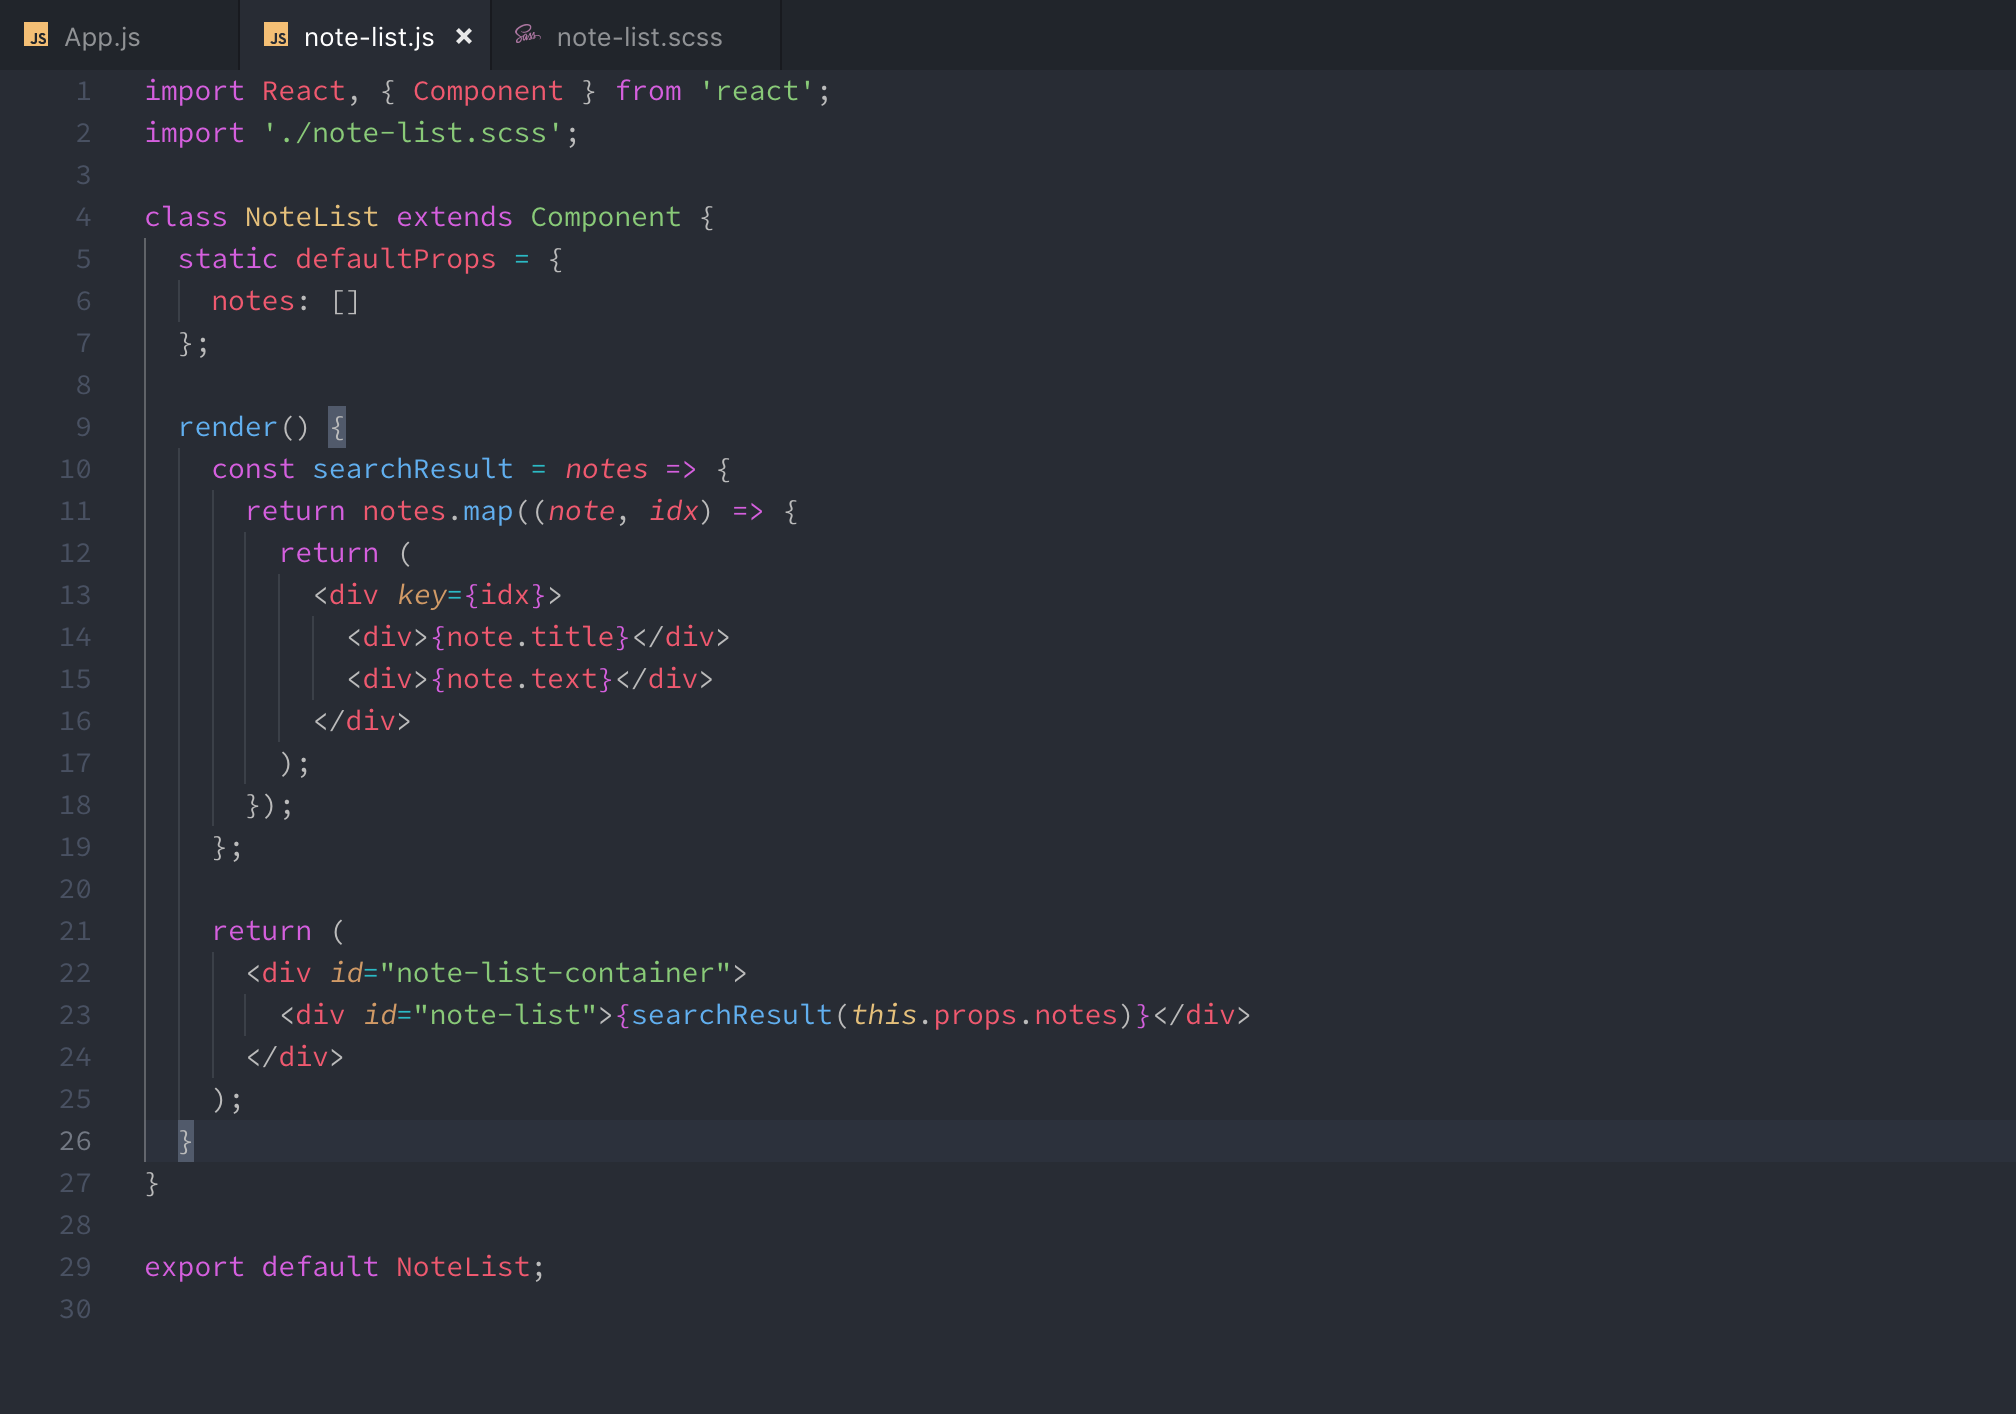 JS App.js JS note-list.js × Sass note-list.scss
1 import React, { Component } from 'react';
2 import './note-list.scss';
3
4 class NoteList extends Component {
5   static defaultProps = {
6     notes: []
7   };
8
9   render() {
10     const searchResult = notes => {
11       return notes.map((note, idx) => {
12         return (
13           <div key={idx}>
14             <div>{note.title}</div>
15             <div>{note.text}</div>
16           </div>
17         );
18       });
19     };
20
21     return (
22       <div id="note-list-container">
23         <div id="note-list">{searchResult(this.props.notes)}</div>
24       </div>
25     );
26   }
27 }
28
29 export default NoteList;
30